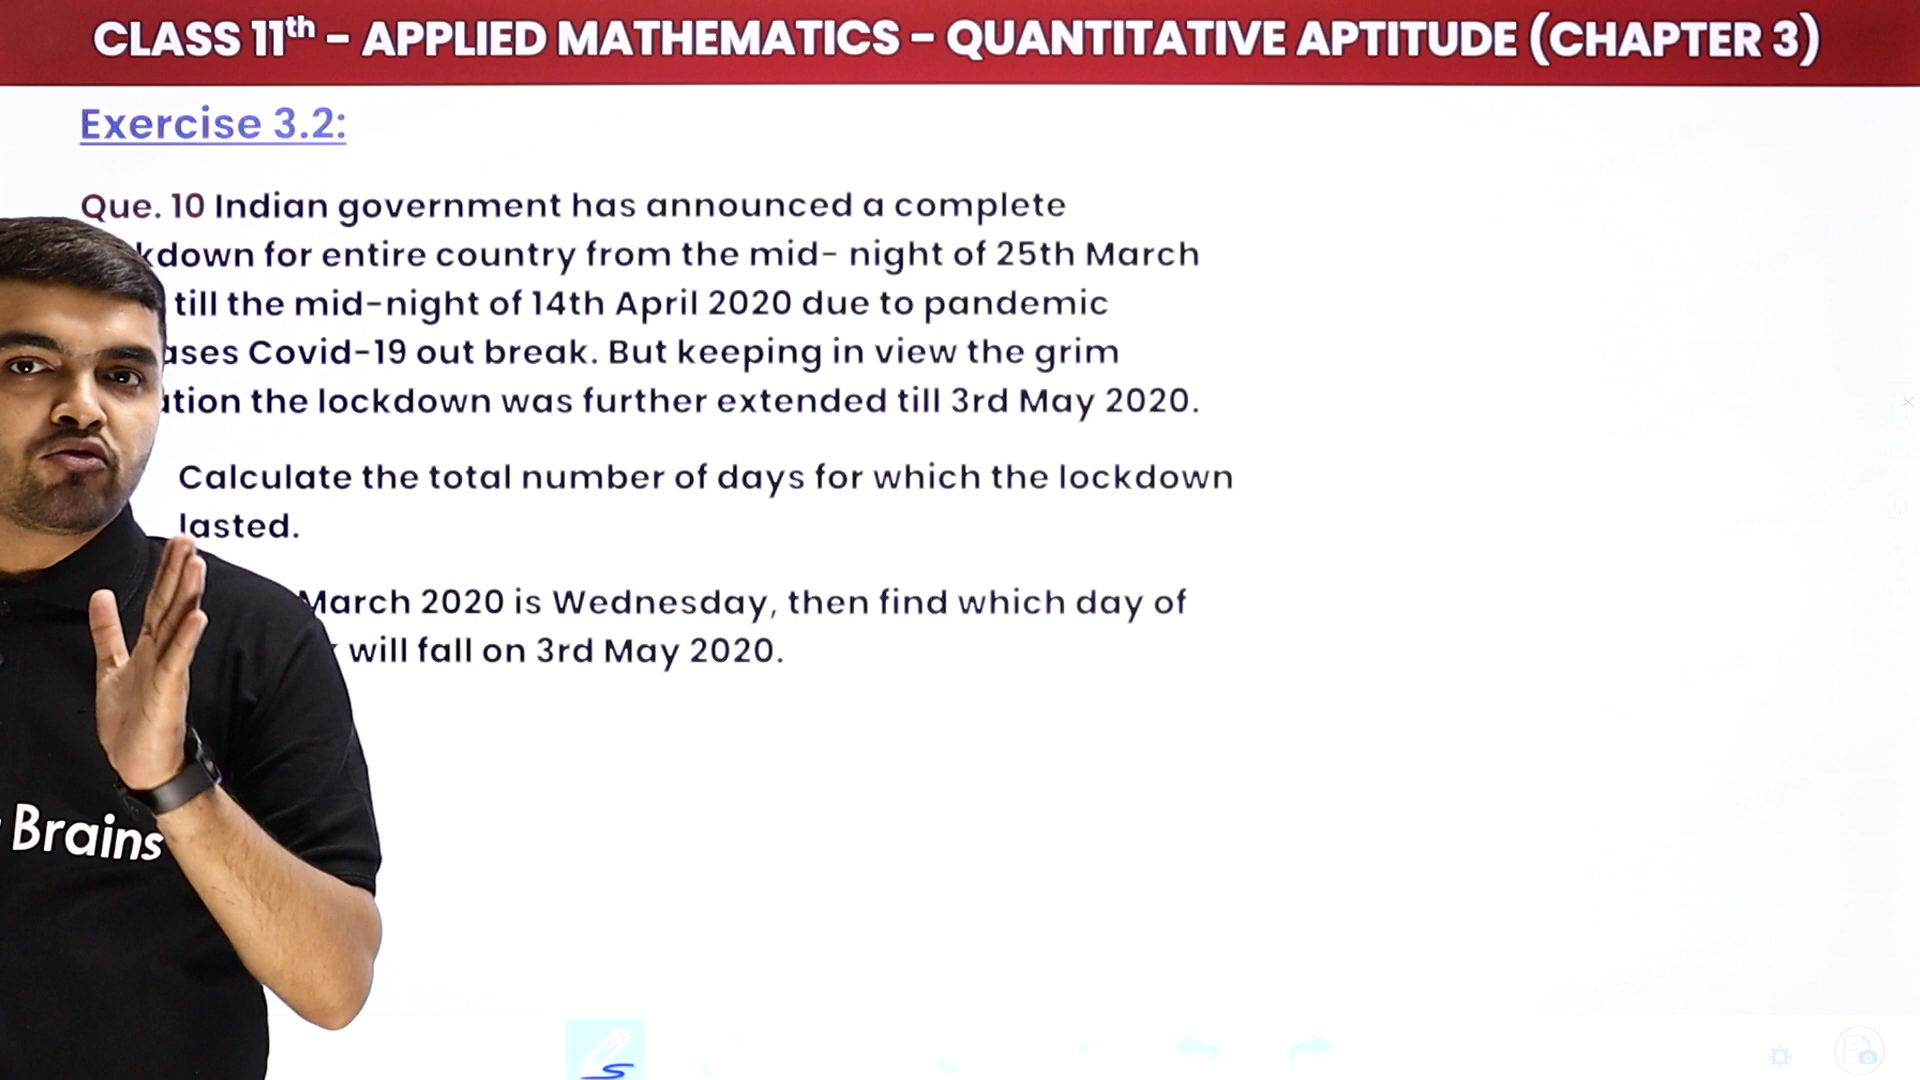 CLASS 11th - APPLIED MATHEMATICS - QUANTITATIVE APTITUDE (CHAPTER 3)
Exercise 3.2:
Que. 10 Indian government has announced a complete
down for entire country from the mid- night of 25th March
till the mid-night of 14th April 2020 due to pandemic
Covid-19 out break. But keeping in view the grim
the lockdown was further extended till 3rd May 2020.
Calculate the total number of days for which the lockdown
lasted.
March 2020 is Wednesday, then find which day of
will fall on 3rd May 2020.
Brains